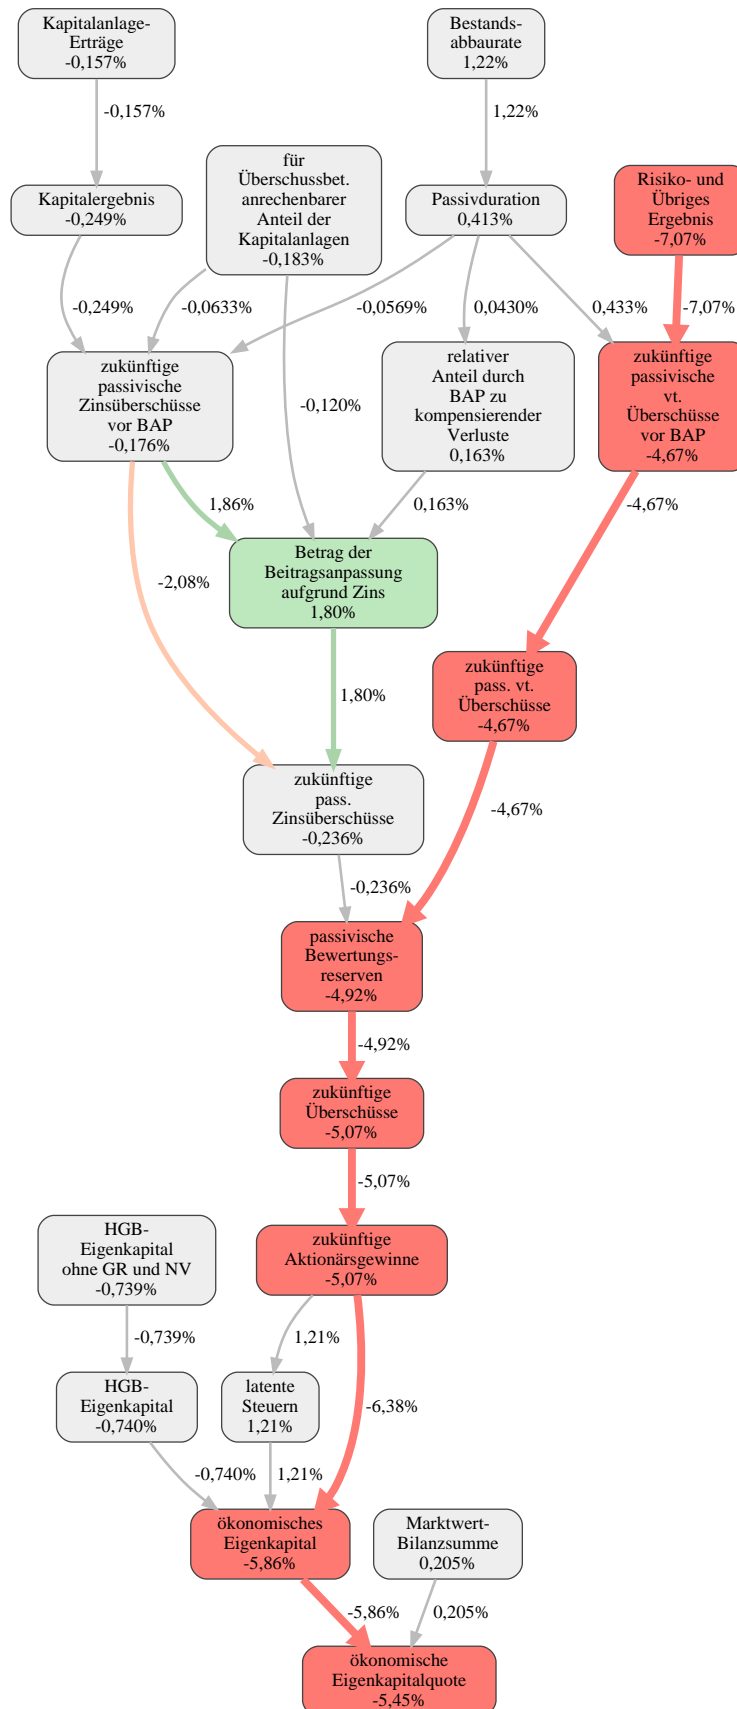 Kapitalanlage-
Erträge
-0,157%
Bestands-
abbaurate
1,22%
-0,157%
1,22%
für
Überschussbet.
anrechenbarer
Anteil der
Kapitalanlagen
-0,183%
Risiko- und
Übriges
Ergebnis
-7,07%
Kapitalergebnis
-0,249%
Passivduration
0,413%
-0,249%
-0,0633%
-0,0569%
0,0430%
0,433%
-7,07%
zukünftige
passivische
Zinsüberschüsse
vor BAP
-0,176%
-0,120%
relativer
Anteil durch
BAP zu
kompensierender
Verluste
0,163%
zukünftige
passivische
vt.
Überschüsse
vor BAP
-4,67%
1,86%
0,163%
-4,67%
-2,08%
Betrag der
Beitragsanpassung
aufgrund Zins
1,80%
zukünftige
pass. vt.
Überschüsse
-4,67%
1,80%
zukünftige
pass.
Zinsüberschüsse
-0,236%
-4,67%
-0,236%
passivische
Bewertungs-
reserven
-4,92%
-4,92%
zukünftige
Überschüsse
-5,07%
-5,07%
HGB-
Eigenkapital
ohne GR und NV
-0,739%
zukünftige
Aktionärsgewinne
-5,07%
-0,739%
1,21%
HGB-
Eigenkapital
-0,740%
latente
Steuern
1,21%
-6,38%
-0,740%
1,21%
ökonomisches
Eigenkapital
-5,86%
Marktwert-
Bilanzsumme
0,205%
-5,86%
0,205%
ökonomische
Eigenkapitalquote
-5,45%